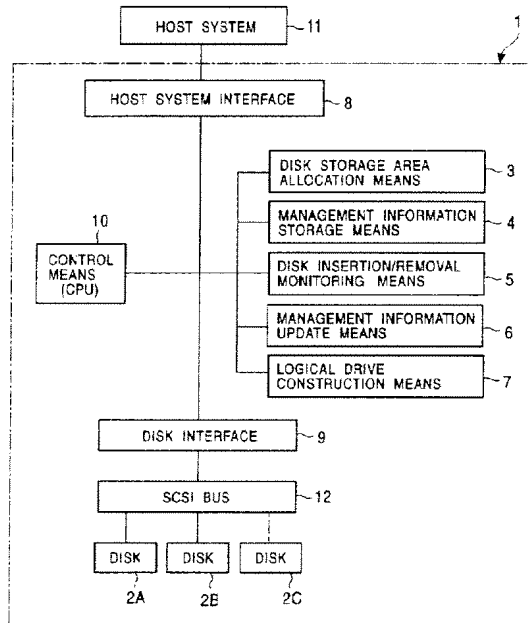 HOST SYSTEM
11
1
HOST SYSTEM INTERFACE
8
DISK STORAGE AREA
ALLOCATION MEANS
3
MANAGEMENT INFORMATION
STORAGE MEANS
4
10
CONTROL
MEANS
(CPU)
DISK INSERTION/REMOVAL
MONITORING MEANS
5
MANAGEMENT INFORMATION
UPDATE MEANS
6
LOGICAL DRIVE
CONSTRUCTION MEANS
7
DISK INTERFACE
9
SCSI BUS
12
DISK
DISK
DISK
2A
2B
2C